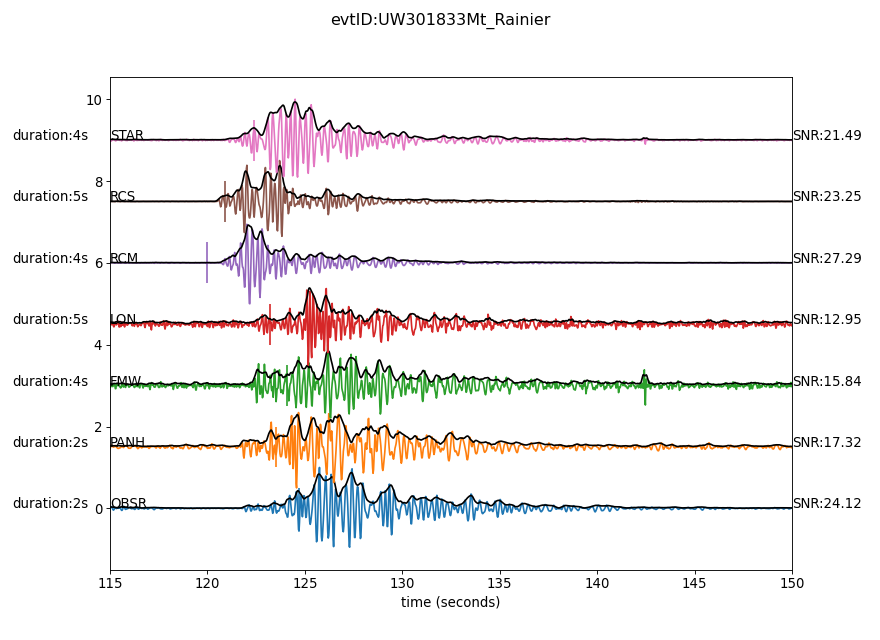 evtID:UW301833Mt_Rainier
10
duration:4s STAR SNR:21.49
8
duration:5s RCS SNR:23.25
duration:4s RCM SNR:27.29
6
duration:5s LON SNR:12.95
4
duration:4s FMW SNR:15.84
duration:2s PANH SNR:17.32
2
duration:2s OBSR SNR:24.12
0
115 120 125 130 135 140 145 150
time (seconds)